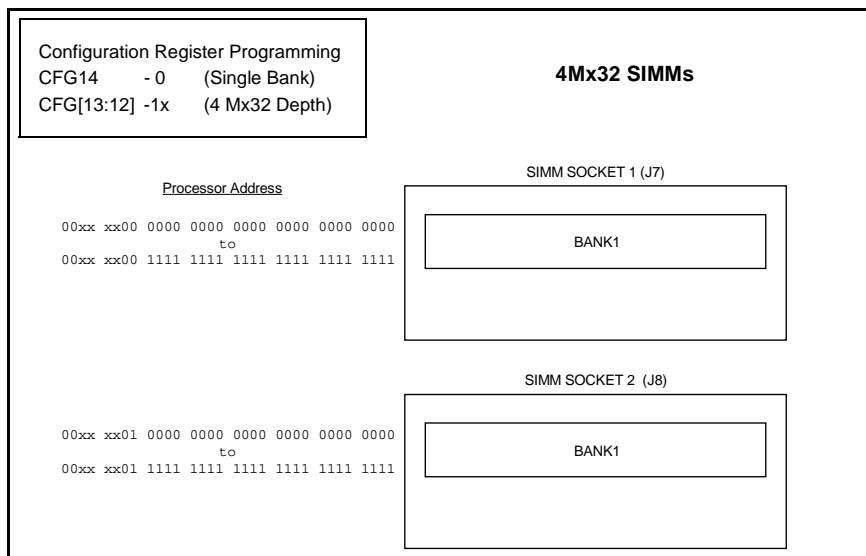 Configuration Register Programming
CFG14 - 0 (Single Bank)
CFG[13:12] -1x (4 Mx32 Depth)
4Mx32 SIMMs
Processor Address
SIMM SOCKET 1 (J7)
00xx xx00 0000 0000 0000 0000 0000 0000
to
00xx xx00 1111 1111 1111 1111 1111 1111
BANK1
SIMM SOCKET 2 (J8)
00xx xx01 0000 0000 0000 0000 0000 0000
to
00xx xx01 1111 1111 1111 1111 1111 1111
BANK1